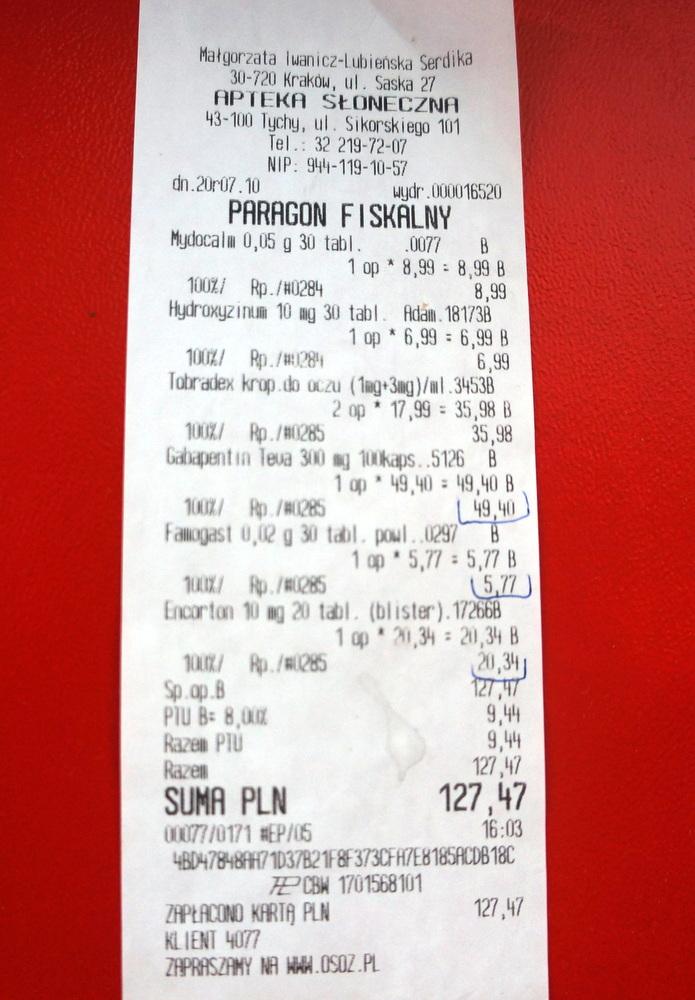 Małgorzata Iwanicz-Lubieńska Serdika
30-720 Kraków, ul. Saska 27
APTEKA SŁONECZNA
43-100 Tychy, ul. Sikorskiego 101
Tel.: 32 219-72-07
NIP: 944-119-10-57
dn.20r07.10 wydr.000016520
PARAGON FISKALNY
Mydocalm 0,05 g 30 tabl. .0077 B
1 op * 8,99 = 8,99 B
100%/ Rp./#0284 8,99
Hydroxyzinum 10 mg 30 tabl. Adam.18173B
1 op * 6,99 = 6,99 B
100%/ Rp./#0284 6,99
Tobradex krop.do oczu (1mg+3mg)/ml.3453B
2 op * 17,99 = 35,98 B
100%/ Rp./#0285 35,98
Gabapentin Teva 300 mg 100kaps..5126 B
1 op * 49,40 = 49,40 B
100%/ Rp./#0285 49,40
Famogast 0,02 g 30 tabl. powl..0297 B
1 op * 5,77 = 5,77 B
100%/ Rp./#0285 5,77
Encorton 10 mg 20 tabl. (blister).17266B
1 op * 20,34 = 20,34 B
100%/ Rp./#0285 20,34
Sp.op.B 127,47
PTU B= 8,00% 9,44
Razem PTU 9,44
Razem 127,47
SUMA PLN 127,47
00077/0171 #EP/05 16:03
4BD47848AA71D37B21F8F373CFA7E8185ACDB18C
CBW 1701568101
ZAPŁACONO KARTĄ PLN 127,47
KLIENT 4077
ZAPRASZAMY NA WWW.OSOZ.PL